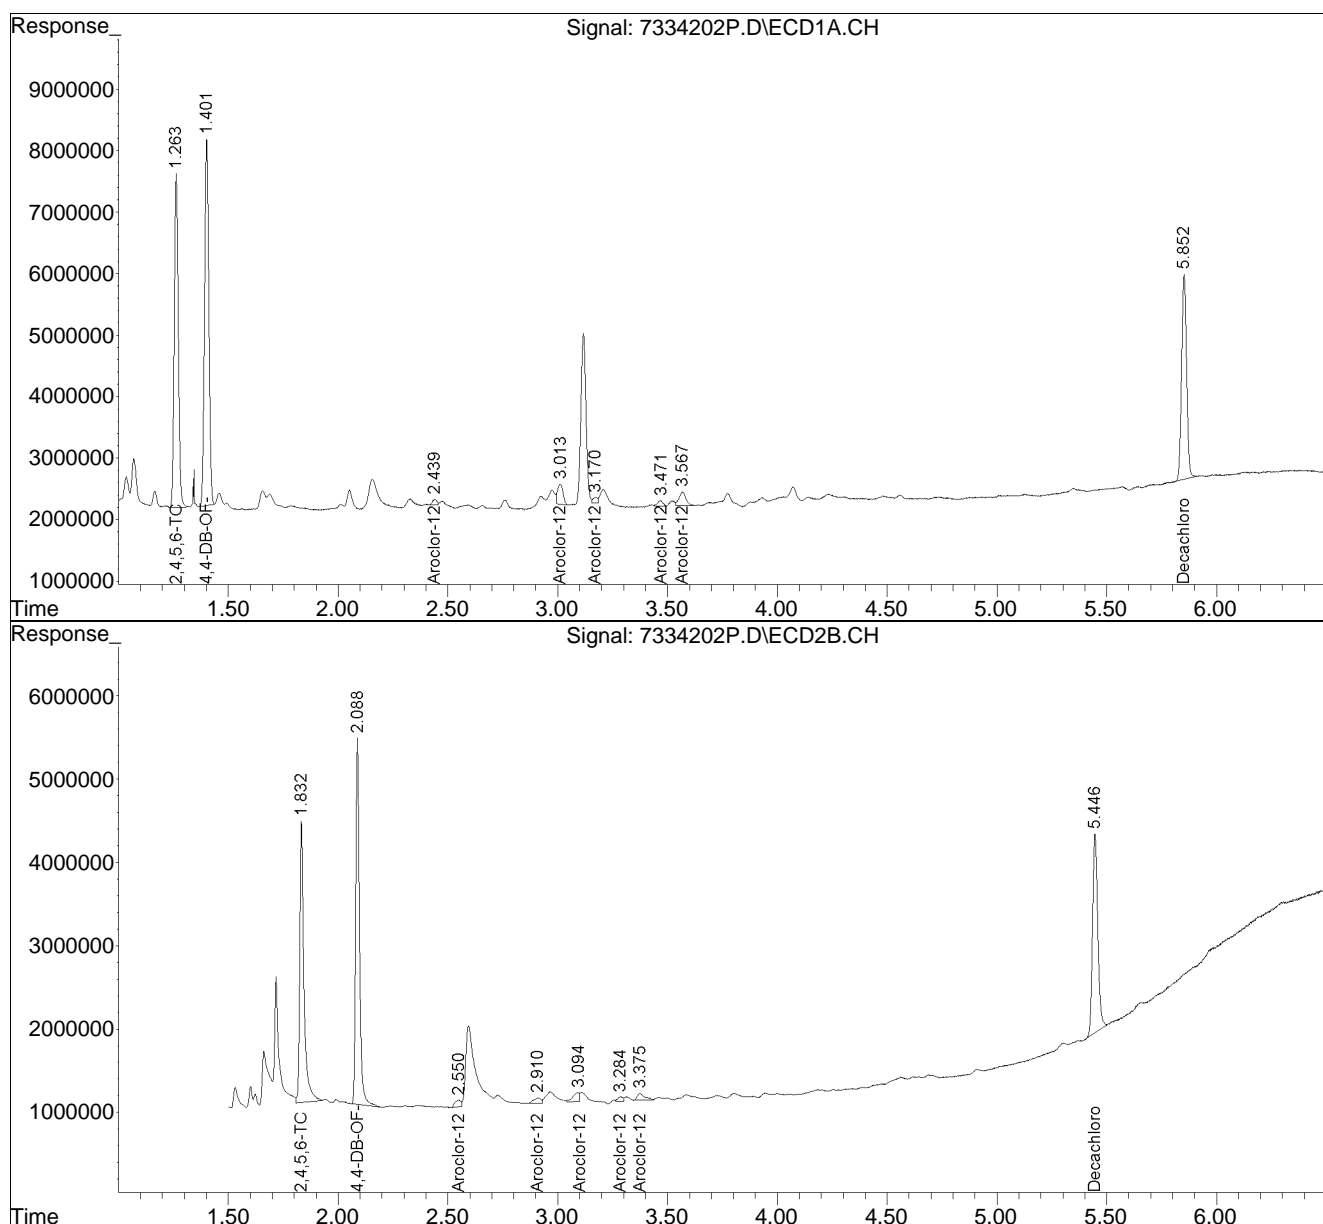 Response_
Signal: 7334202P.D\ECD1A.CH
9000000
8000000
7000000
6000000
5000000
4000000
3000000
2000000
1000000
1.263
1.401
2.439
3.013
3.170
3.471
3.567
5.852
2,4,5,6-TC
4,4-DB-OF
Aroclor-12
Aroclor-12
Aroclor-12
Aroclor-12
Aroclor-12
Decachloro
Time
1.50 2.00 2.50 3.00 3.50 4.00 4.50 5.00 5.50 6.00
Response_
Signal: 7334202P.D\ECD2B.CH
6000000
5000000
4000000
3000000
2000000
1000000
1.832
2.088
2.550
2.910
3.094
3.284
3.375
5.446
2,4,5,6-TC
4,4-DB-OF
Aroclor-12
Aroclor-12
Aroclor-12
Aroclor-12
Aroclor-12
Decachloro
Time
1.50 2.00 2.50 3.00 3.50 4.00 4.50 5.00 5.50 6.00